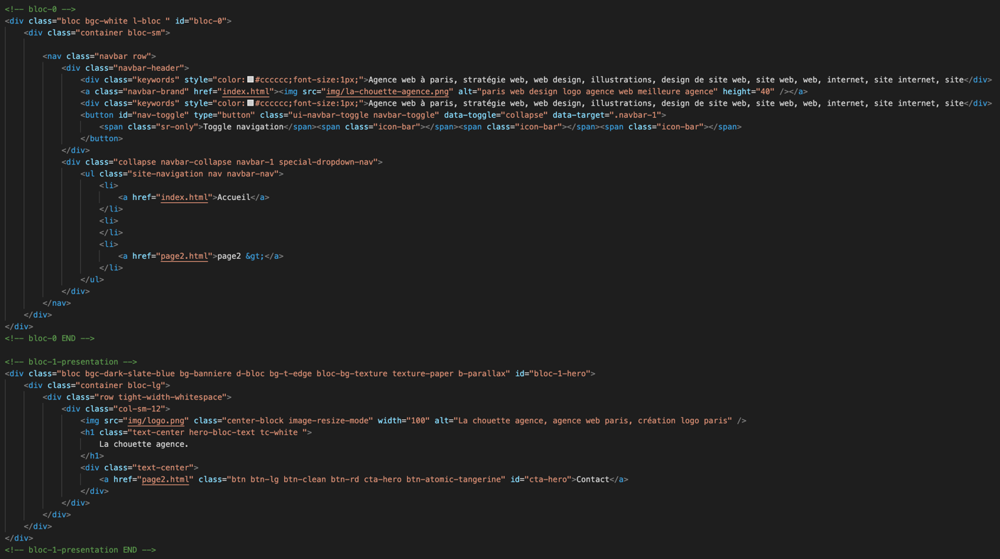 <!-- bloc-0 -->
<div class="bloc bgc-white l-bloc " id="bloc-0">
<div class="container bloc-sm">
<nav class="navbar row">
<div class="navbar-header">
<div class="keywords" style="color:#cccccc;font-size:1px;">Agence web à paris, stratégie web, web design, illustrations, design de site web, site web, web, internet, site internet, site</div>
<a class="navbar-brand" href="index.html"><img src="img/la-chouette-agence.png" alt="paris web design logo agence web meilleure agence" height="40" /></a>
<div class="keywords" style="color:#cccccc;font-size:1px;">Agence web à paris, stratégie web, web design, illustrations, design de site web, site web, web, internet, site internet, site</div>
<button id="nav-toggle" type="button" class="ui-navbar-toggle navbar-toggle" data-toggle="collapse" data-target=".navbar-1">
<span class="sr-only">Toggle navigation</span><span class="icon-bar"></span><span class="icon-bar"></span><span class="icon-bar"></span>
</button>
</div>
<div class="collapse navbar-collapse navbar-1 special-dropdown-nav">
<ul class="site-navigation nav navbar-nav">
<li>
<a href="index.html">Accueil</a>
</li>
<li>
</li>
<li>
<a href="page2.html">page2 &gt;</a>
</li>
</ul>
</div>
</nav>
</div>
</div>
<!-- bloc-0 END -->
<!-- bloc-1-presentation -->
<div class="bloc bgc-dark-slate-blue bg-banniere d-bloc bg-t-edge bloc-bg-texture texture-paper b-parallax" id="bloc-1-hero">
<div class="container bloc-lg">
<div class="row tight-width-whitespace">
<div class="col-sm-12">
<img src="img/logo.png" class="center-block image-resize-mode" width="100" alt="La chouette agence, agence web paris, création logo paris" />
<h1 class="text-center hero-bloc-text tc-white ">
La chouette agence.
</h1>
<div class="text-center">
<a href="page2.html" class="btn btn-lg btn-clean btn-rd cta-hero btn-atomic-tangerine" id="cta-hero">Contact</a>
</div>
</div>
</div>
</div>
</div>
<!-- bloc-1-presentation END -->